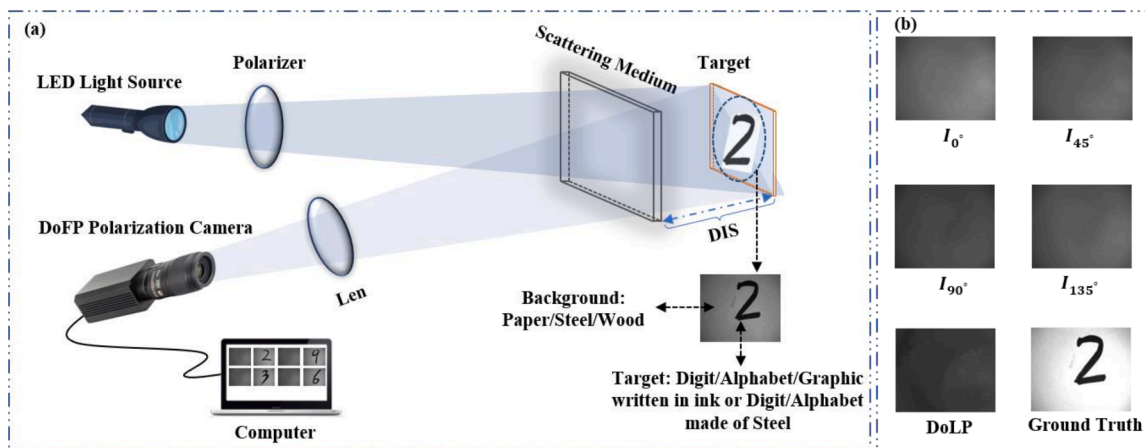 (a)
LED Light Source
Polarizer
Scattering Medium
Target
2
DoFP Polarization Camera
Len
DIS
2
Background:
Paper/Steel/Wood
2 9
3 6
Computer
Target: Digit/Alphabet/Graphic
written in ink or Digit/Alphabet
made of Steel
(b)
I0° I45°
I90° I135°
2
DoLP Ground Truth